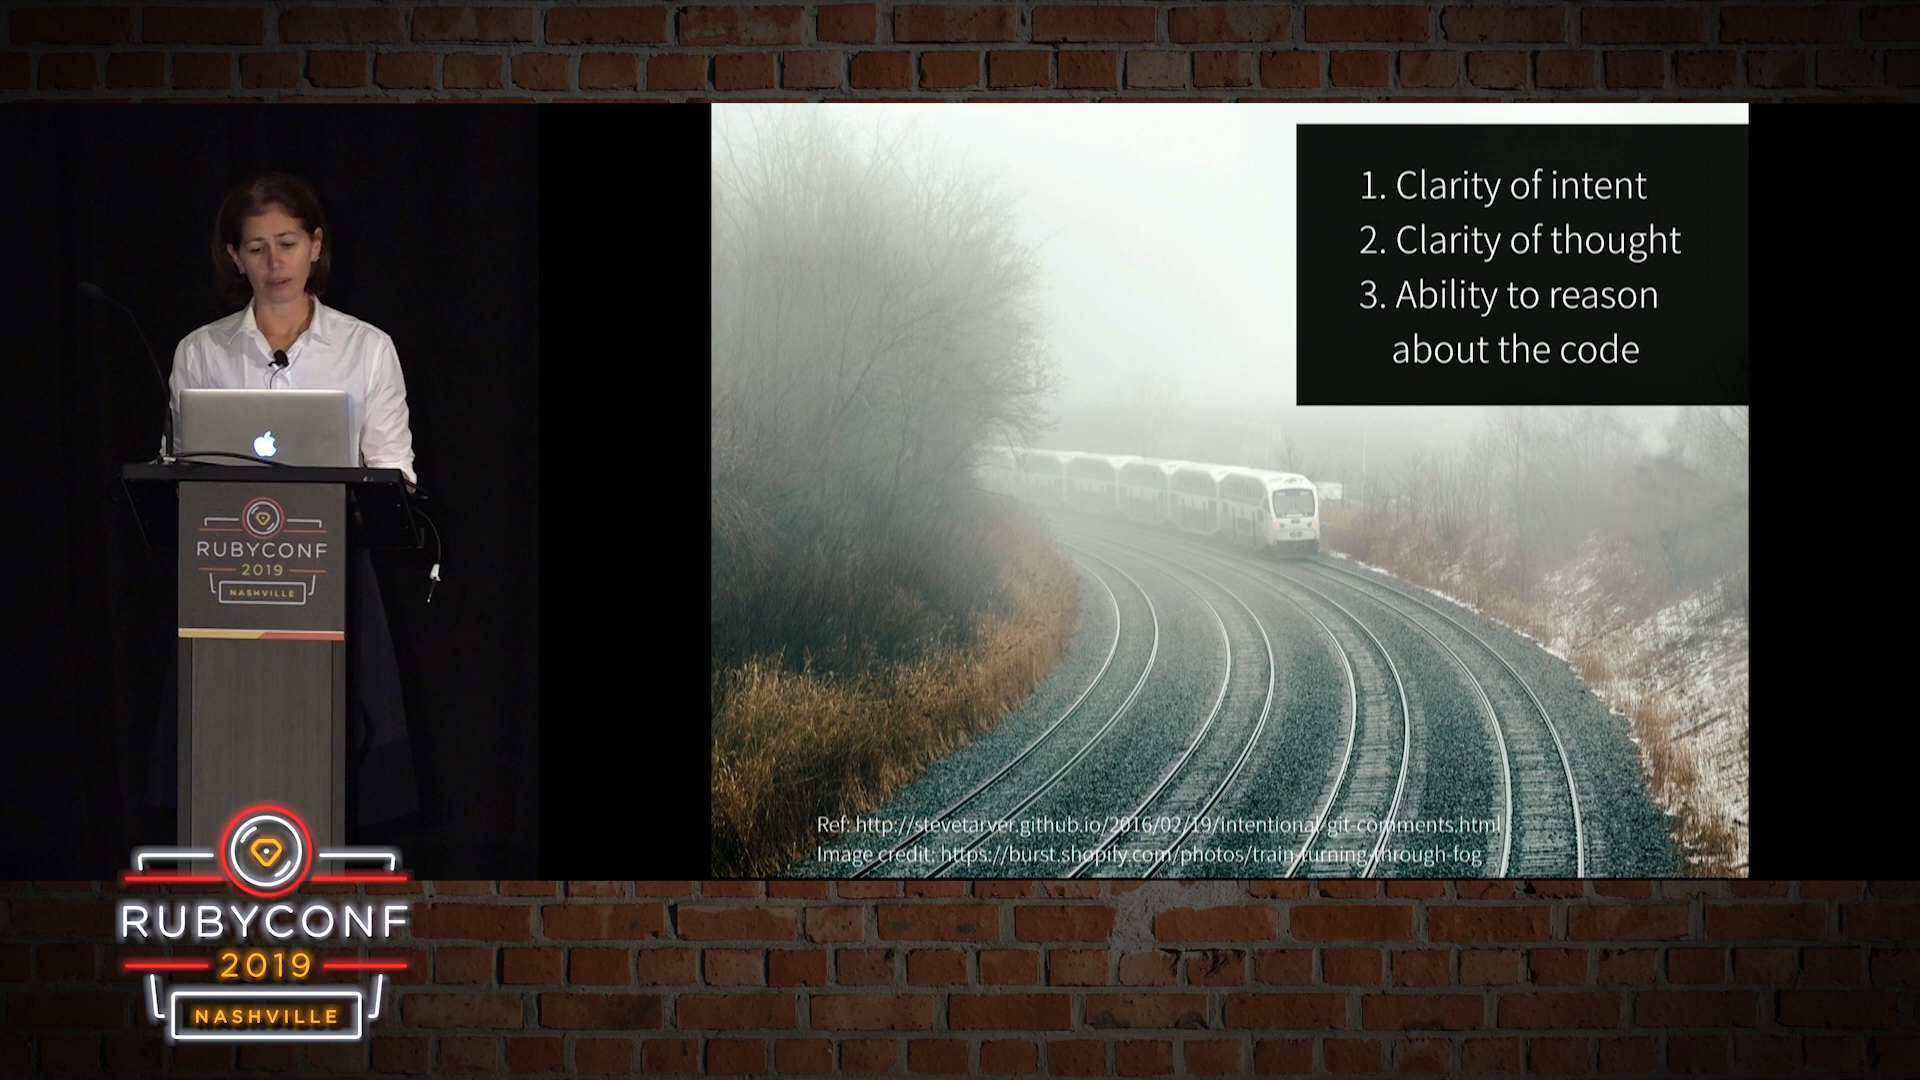 1. Clarity of intent
2. Clarity of thought
3. Ability to reason
about the code
Ref: http://stevetarver.github.io/2016/02/19/intentional-git-comments.html
Image credit: https://burst.shopify.com/photos/train-turning-through-fog
RUBYCONF
2019
NASHVILLE
RUBYCONF
2019
NASHVILLE